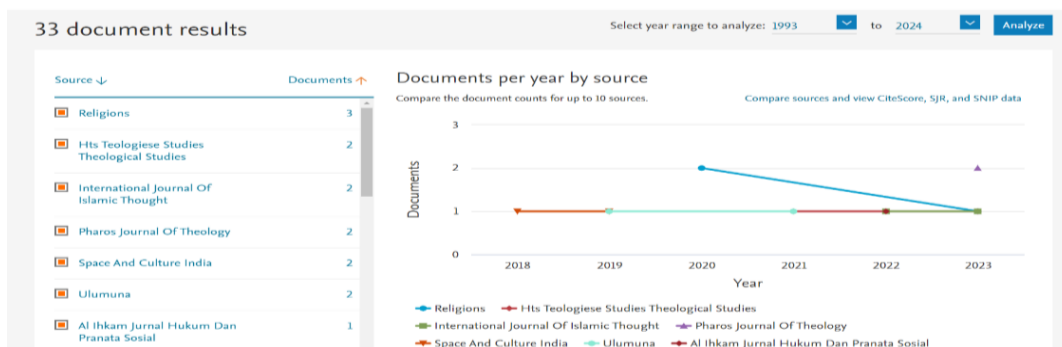 33 document results
Select year range to analyze: 1993 to 2024 Analyze
Source Documents
Religions 3
Hts Teologiese Studies 2
Theological Studies
International Journal Of 2
Islamic Thought
Pharos Journal Of Theology 2
Space And Culture India 2
Ulumuna 2
Al Ihkam Jurnal Hukum Dan 1
Pranata Sosial
Documents per year by source
Compare the document counts for up to 10 sources. Compare sources and view CiteScore, SJR, and SNIP data
Documents
3
2
1
0
2018 2019 2020 2021 2022 2023
Year
Religions Hts Teologiese Studies Theological Studies
International Journal Of Islamic Thought Pharos Journal Of Theology
Space And Culture India Ulumuna Al Ihkam Jurnal Hukum Dan Pranata Sosial